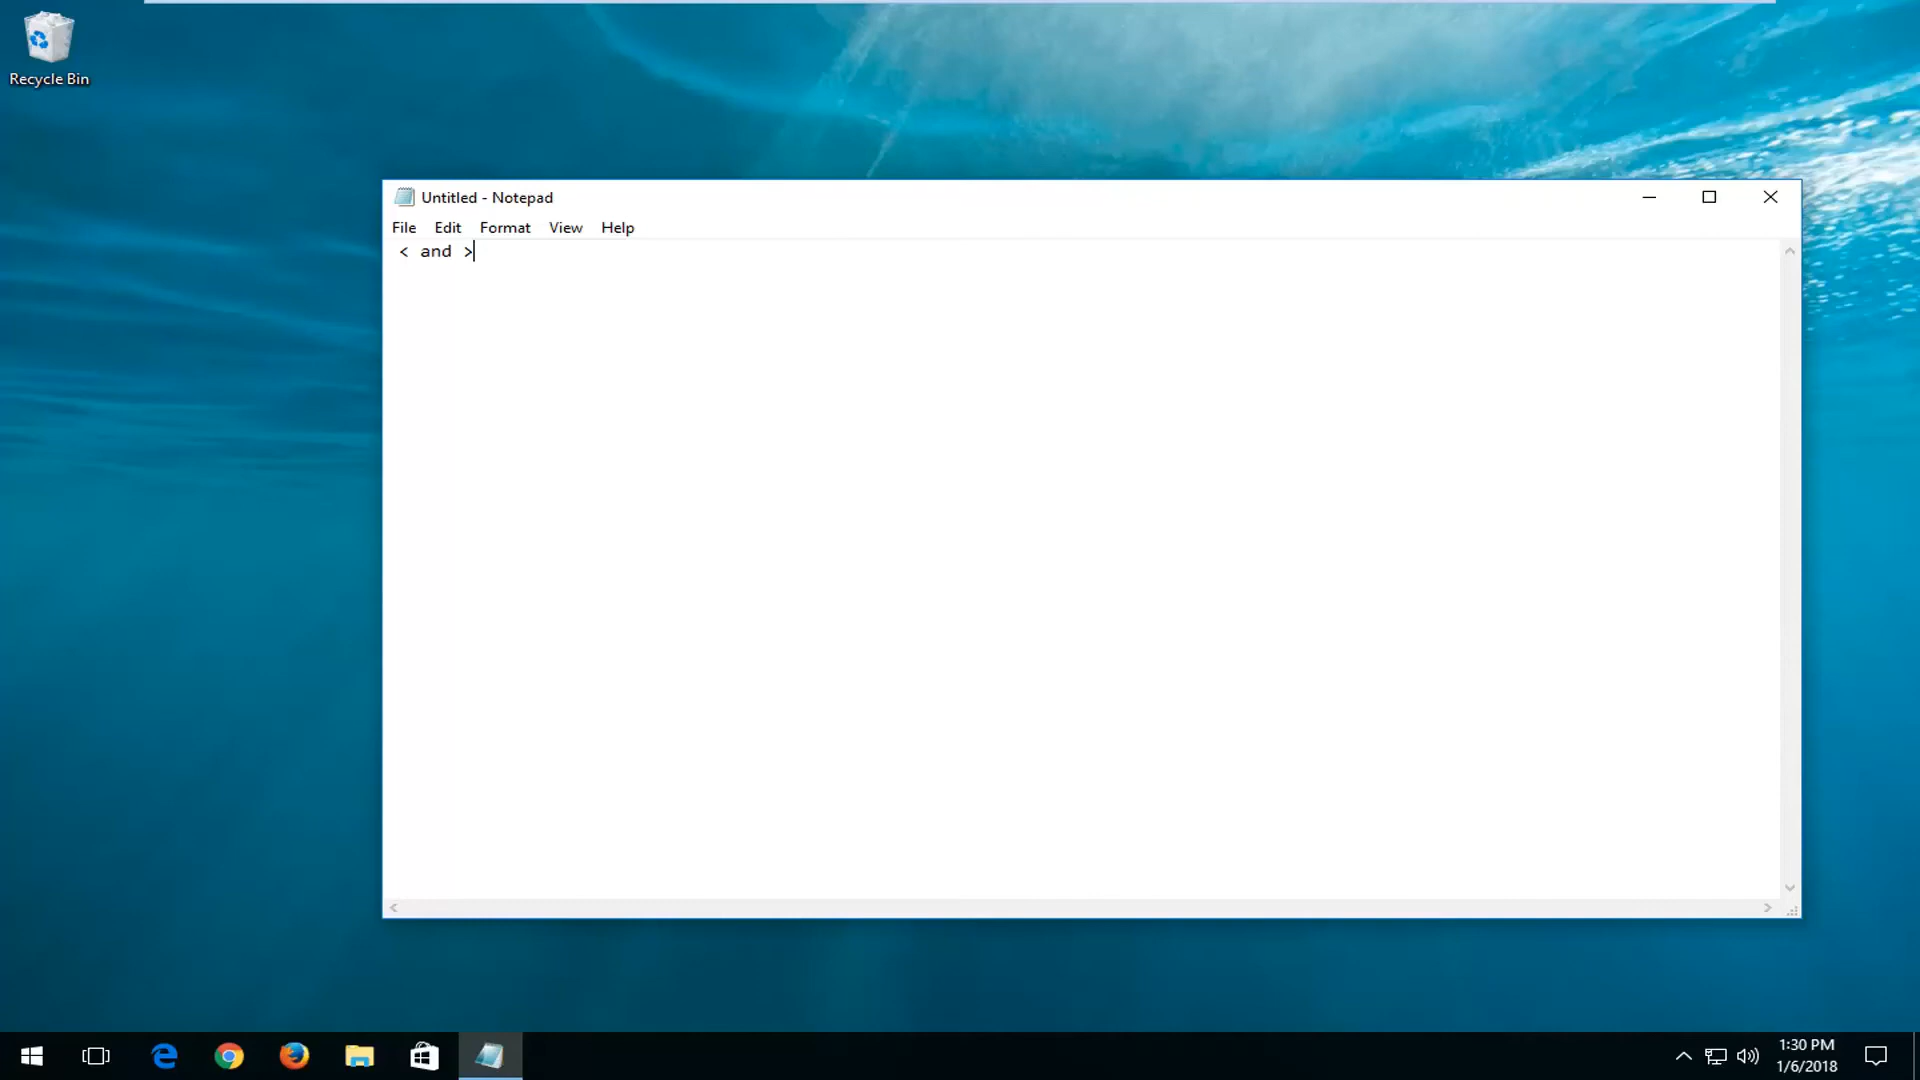 Recycle Bin
Untitled - Notepad
File Edit Format View Help
< and >
1:30 PM
1/6/2018